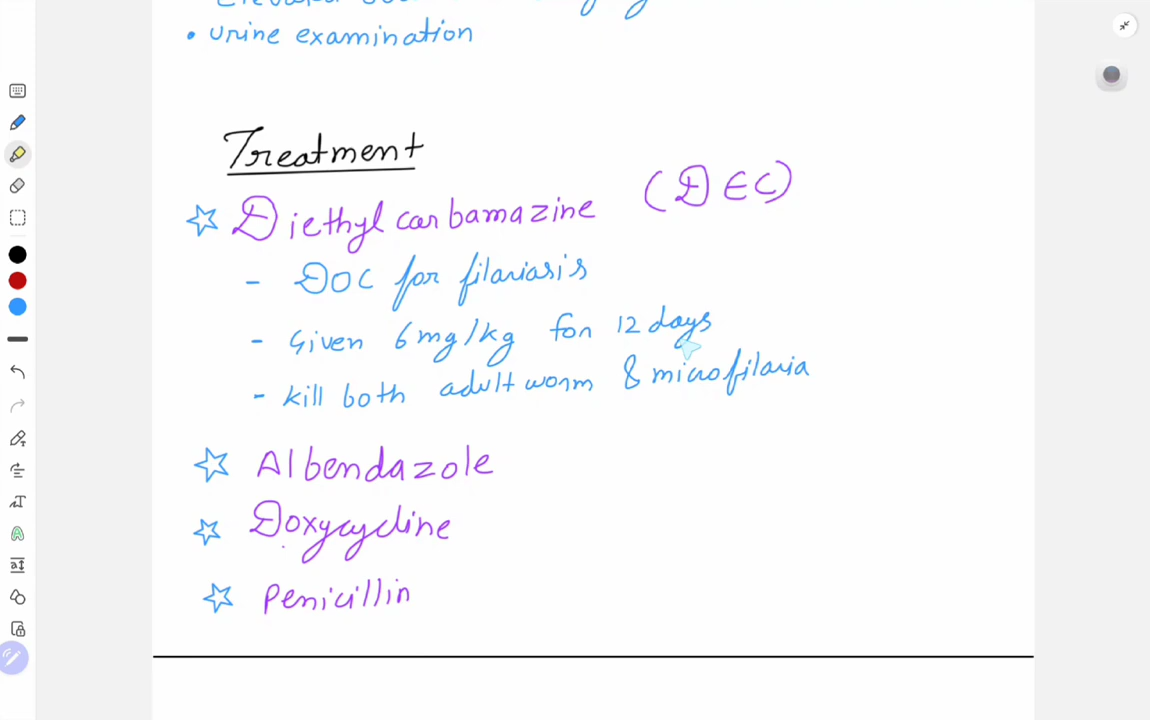 • Urine examination
Treatment
☆ Diethyl carbamazine (DEC)
- DOC for filariasis
- Given 6mg/kg for 12 days
- Kill both adult worm & microfilaria
☆ Albendazole
☆ Doxycycline
☆ Penicillin